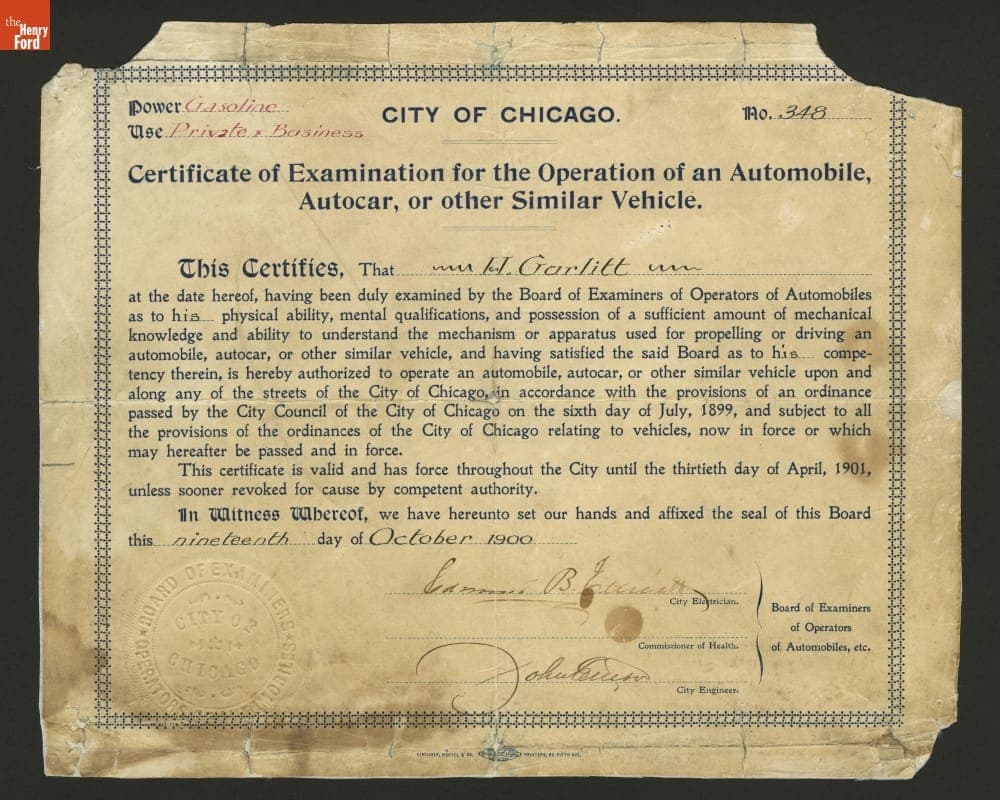 the
Henry
Ford
Power Gasoline
Use Private & Business
CITY OF CHICAGO.
No. 348
Certificate of Examination for the Operation of an Automobile,
Autocar, or other Similar Vehicle.
This Certifies, That H. Garlitt
at the date hereof, having been duly examined by the Board of Examiners of Operators of Automobiles
as to his physical ability, mental qualifications, and possession of a sufficient amount of mechanical
knowledge and ability to understand the mechanism or apparatus used for propelling or driving an
automobile, autocar, or other similar vehicle, and having satisfied the said Board as to his compe-
tency therein, is hereby authorized to operate an automobile, autocar, or other similar vehicle upon and
along any of the streets of the City of Chicago, in accordance with the provisions of an ordinance
passed by the City Council of the City of Chicago on the sixth day of July, 1899, and subject to all
the provisions of the ordinances of the City of Chicago relating to vehicles, now in force or which
may hereafter be passed and in force.
This certificate is valid and has force throughout the City until the thirtieth day of April, 1901,
unless sooner revoked for cause by competent authority.
In Witness Whereof, we have hereunto set our hands and affixed the seal of this Board
this nineteenth day of October 1900
B.
City Electrician.
Commissioner of Health.
John
City Engineer.
Board of Examiners
of Operators
of Automobiles, etc.
BOARD OF EXAMINERS
CITY OF
CHICAGO
PRINTERS,